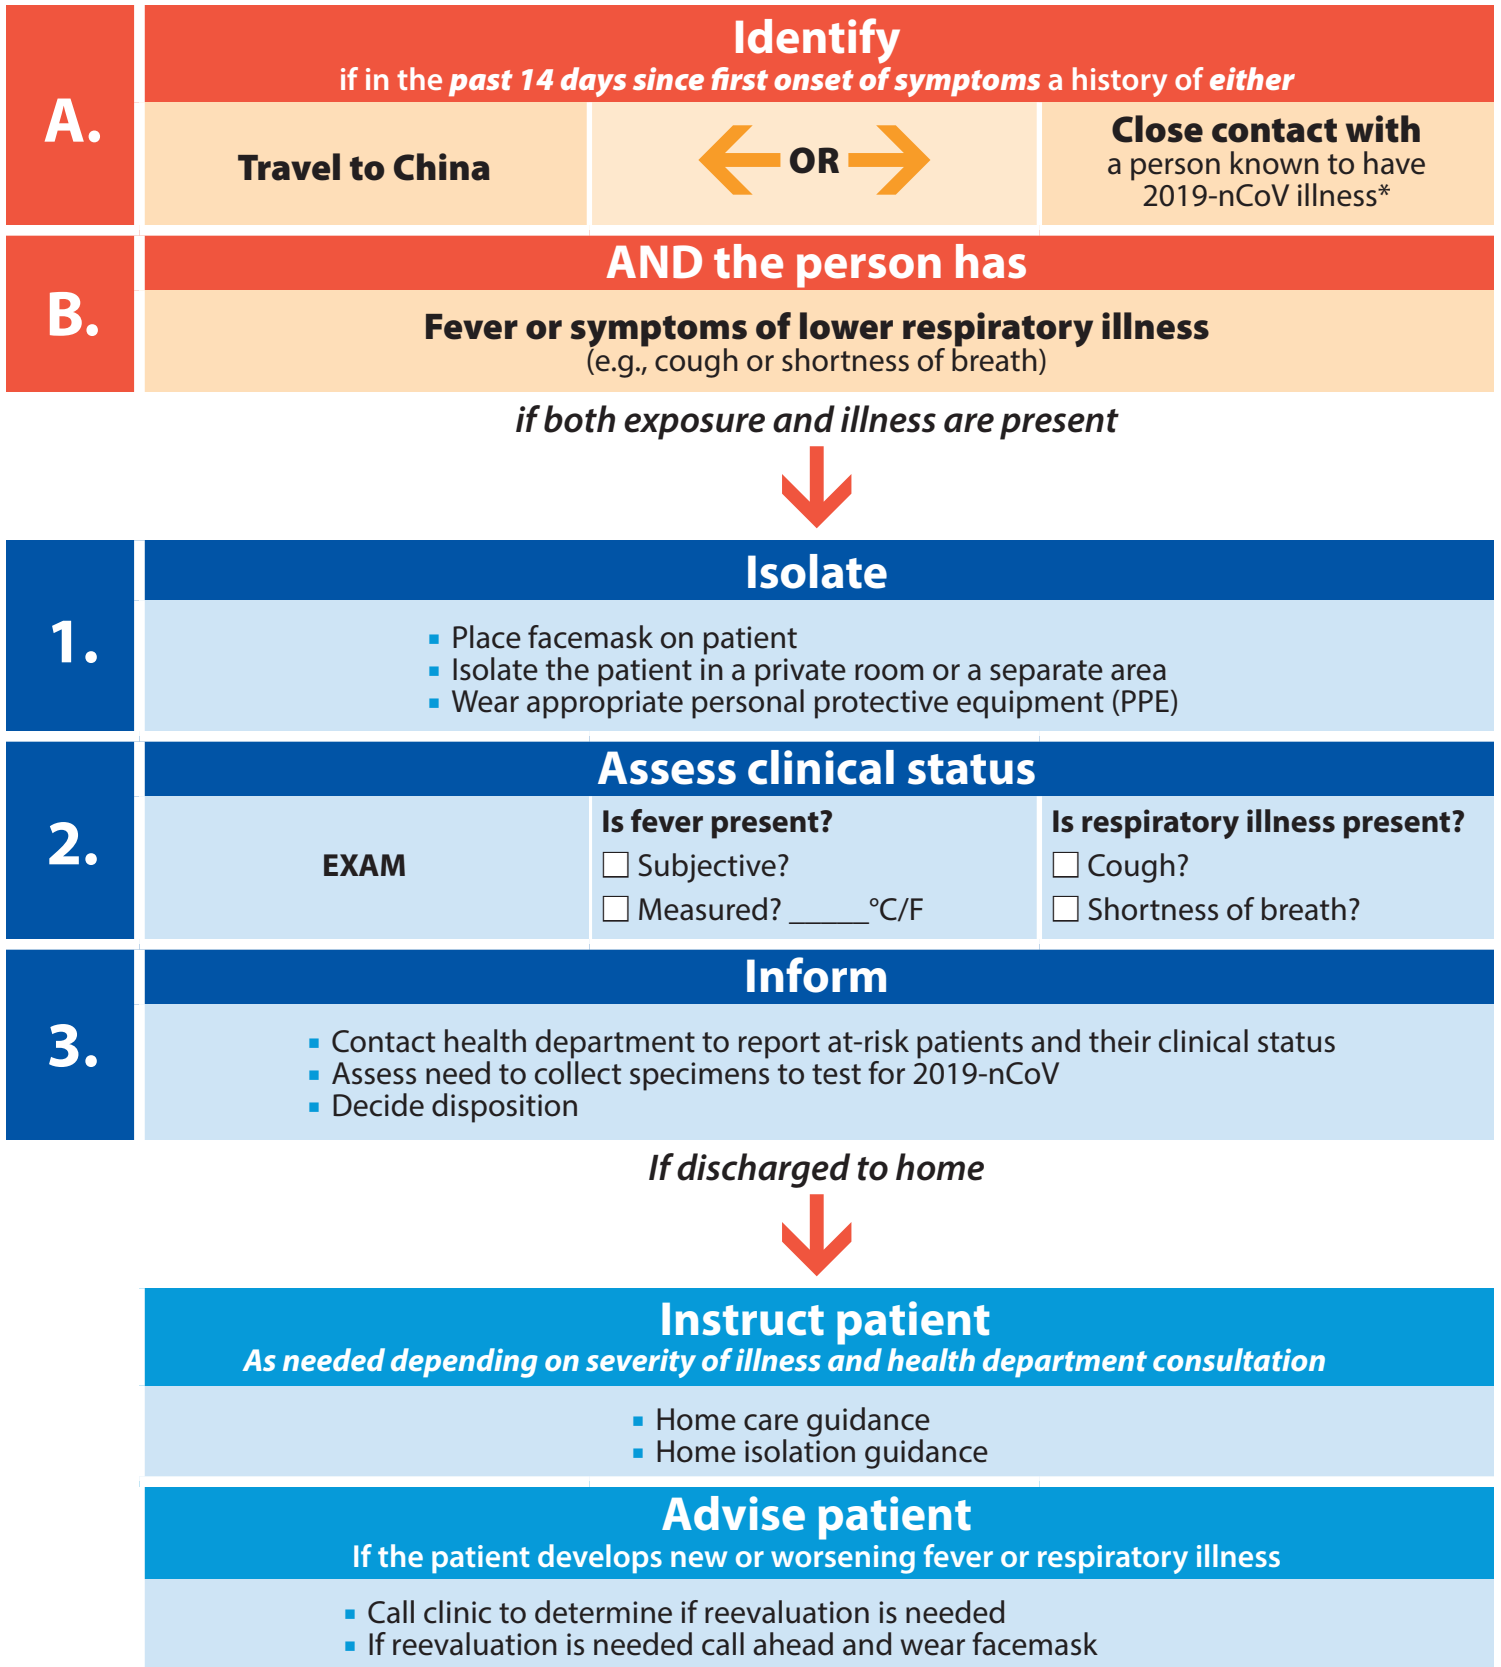 A.
Identify
if in the past 14 days since first onset of symptoms a history of either
Travel to China
OR
Close contact with
a person known to have
2019-nCoV illness*
B.
AND the person has
Fever or symptoms of lower respiratory illness
(e.g., cough or shortness of breath)
if both exposure and illness are present
1.
Isolate
▪ Place facemask on patient
▪ Isolate the patient in a private room or a separate area
▪ Wear appropriate personal protective equipment (PPE)
2.
Assess clinical status
EXAM
Is fever present?
☐ Subjective?
☐ Measured? _____°C/F
Is respiratory illness present?
☐ Cough?
☐ Shortness of breath?
3.
Inform
▪ Contact health department to report at-risk patients and their clinical status
▪ Assess need to collect specimens to test for 2019-nCoV
▪ Decide disposition
If discharged to home
Instruct patient
As needed depending on severity of illness and health department consultation
▪ Home care guidance
▪ Home isolation guidance
Advise patient
If the patient develops new or worsening fever or respiratory illness
▪ Call clinic to determine if reevaluation is needed
▪ If reevaluation is needed call ahead and wear facemask